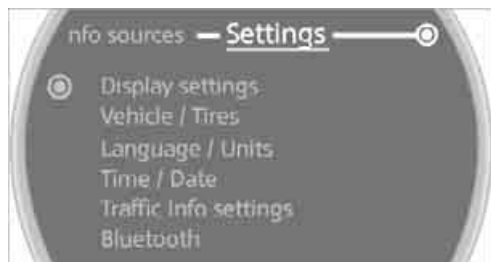 nfo sources Settings
Display settings
Vehicle / Tires
Language / Units
Time / Date
Traffic Info settings
Bluetooth